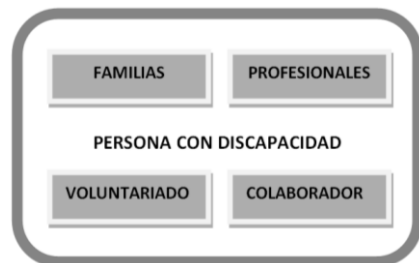 FAMILIAS
PROFESIONALES
PERSONA CON DISCAPACIDAD
VOLUNTARIADO
COLABORADOR